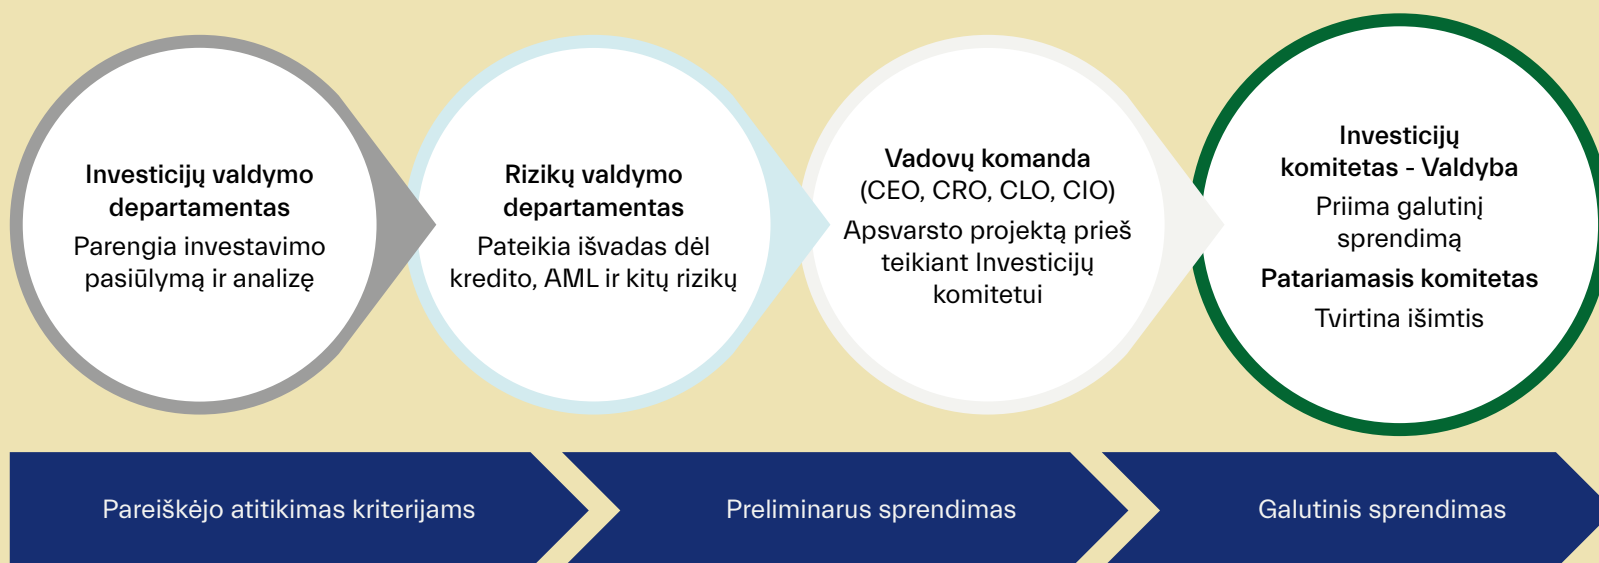 Investicijų valdymo
departamentas
Parengia investavimo
pasiūlymą ir analizę
Rizikų valdymo
departamentas
Pateikia išvadas dėl
kredito, AML ir kitų rizikų
Vadovų komanda
(CEO, CRO, CLO, CIO)
Apsvarsto projektą prieš
teikiant Investicijų
komitetui
Investicijų
komitetas - Valdyba
Priima galutinį
sprendimą
Patariamasis komitetas
Tvirtina išimtis
Pareiškėjo atitikimas kriterijams
Preliminarus sprendimas
Galutinis sprendimas